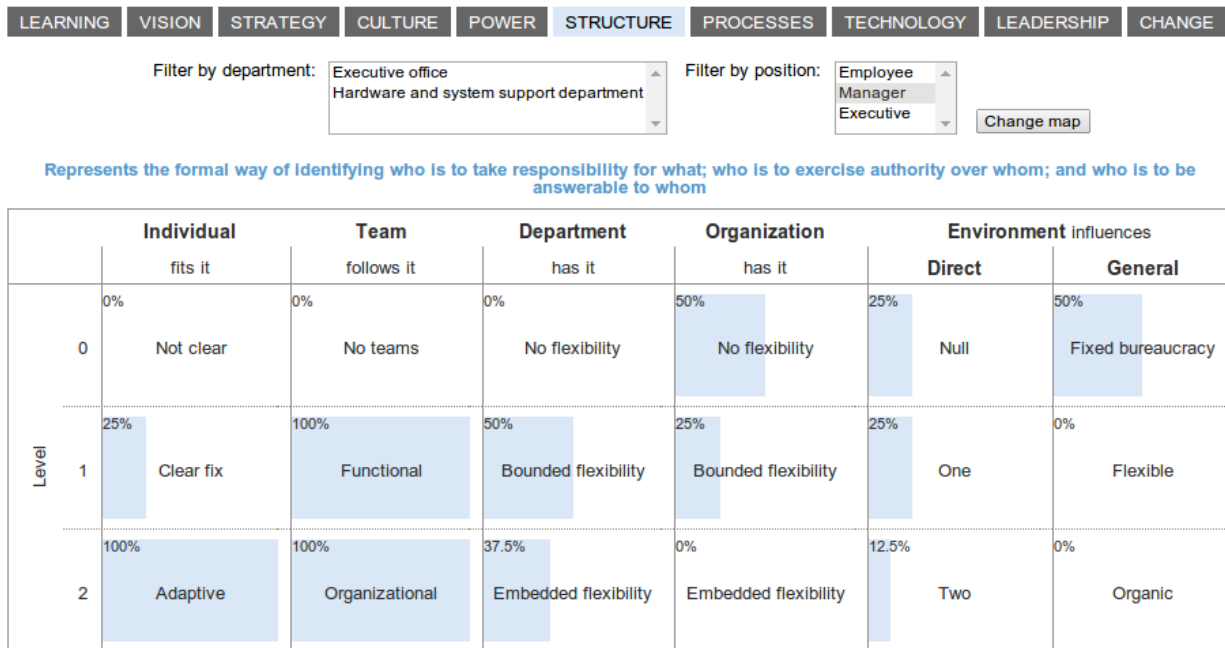 LEARNING VISION STRATEGY CULTURE POWER STRUCTURE PROCESSES TECHNOLOGY LEADERSHIP CHANGE
Filter by department: Executive office Filter by position: Employee
Hardware and system support department Manager
Executive Change map
Represents the formal way of identifying who is to take responsibility for what; who is to exercise authority over whom; and who is to be
answerable to whom
Individual Team Department Organization Environment influences
fits it follows it has it has it Direct General
0% 0% 0% 50% 25% 50%
0 Not clear No teams No flexibility No flexibility Null Fixed bureaucracy
25% 100% 50% 25% 25% 0%
Level 1 Clear fix Functional Bounded flexibility Bounded flexibility One Flexible
100% 100% 37.5% 0% 12.5% 0%
2 Adaptive Organizational Embedded flexibility Embedded flexibility Two Organic